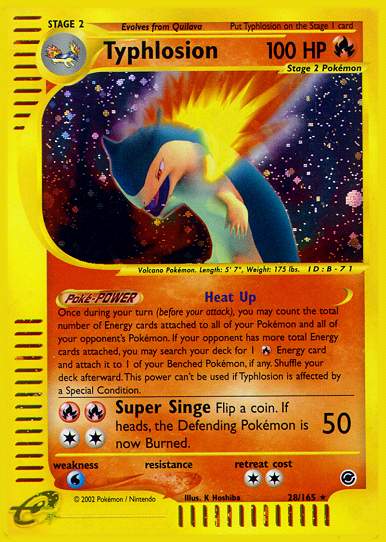 STAGE 2
Evolves from Quilava
Put Typhlosion on the Stage 1 card
Typhlosion
100 HP
Stage 2 Pokémon
Volcano Pokémon. Length: 5' 7", Weight: 175 lbs. ID:B-71
Poké-POWER Heat Up
Once during your turn (before your attack), you may count the total
number of Energy cards attached to all of your Pokémon and all of
your opponent's Pokémon. If your opponent has more total Energy
cards attached, you may search your deck for 1 Energy card
and attach it to 1 of your Benched Pokémon, if any. Shuffle your
deck afterward. This power can't be used if Typhlosion is affected by
a Special Condition.
Super Singe Flip a coin. If
heads, the Defending Pokémon is
now Burned.
50
weakness
resistance
retreat cost
e
© 2002 Pokémon / Nintendo
Illus. K Hoshiba
28/165 ★